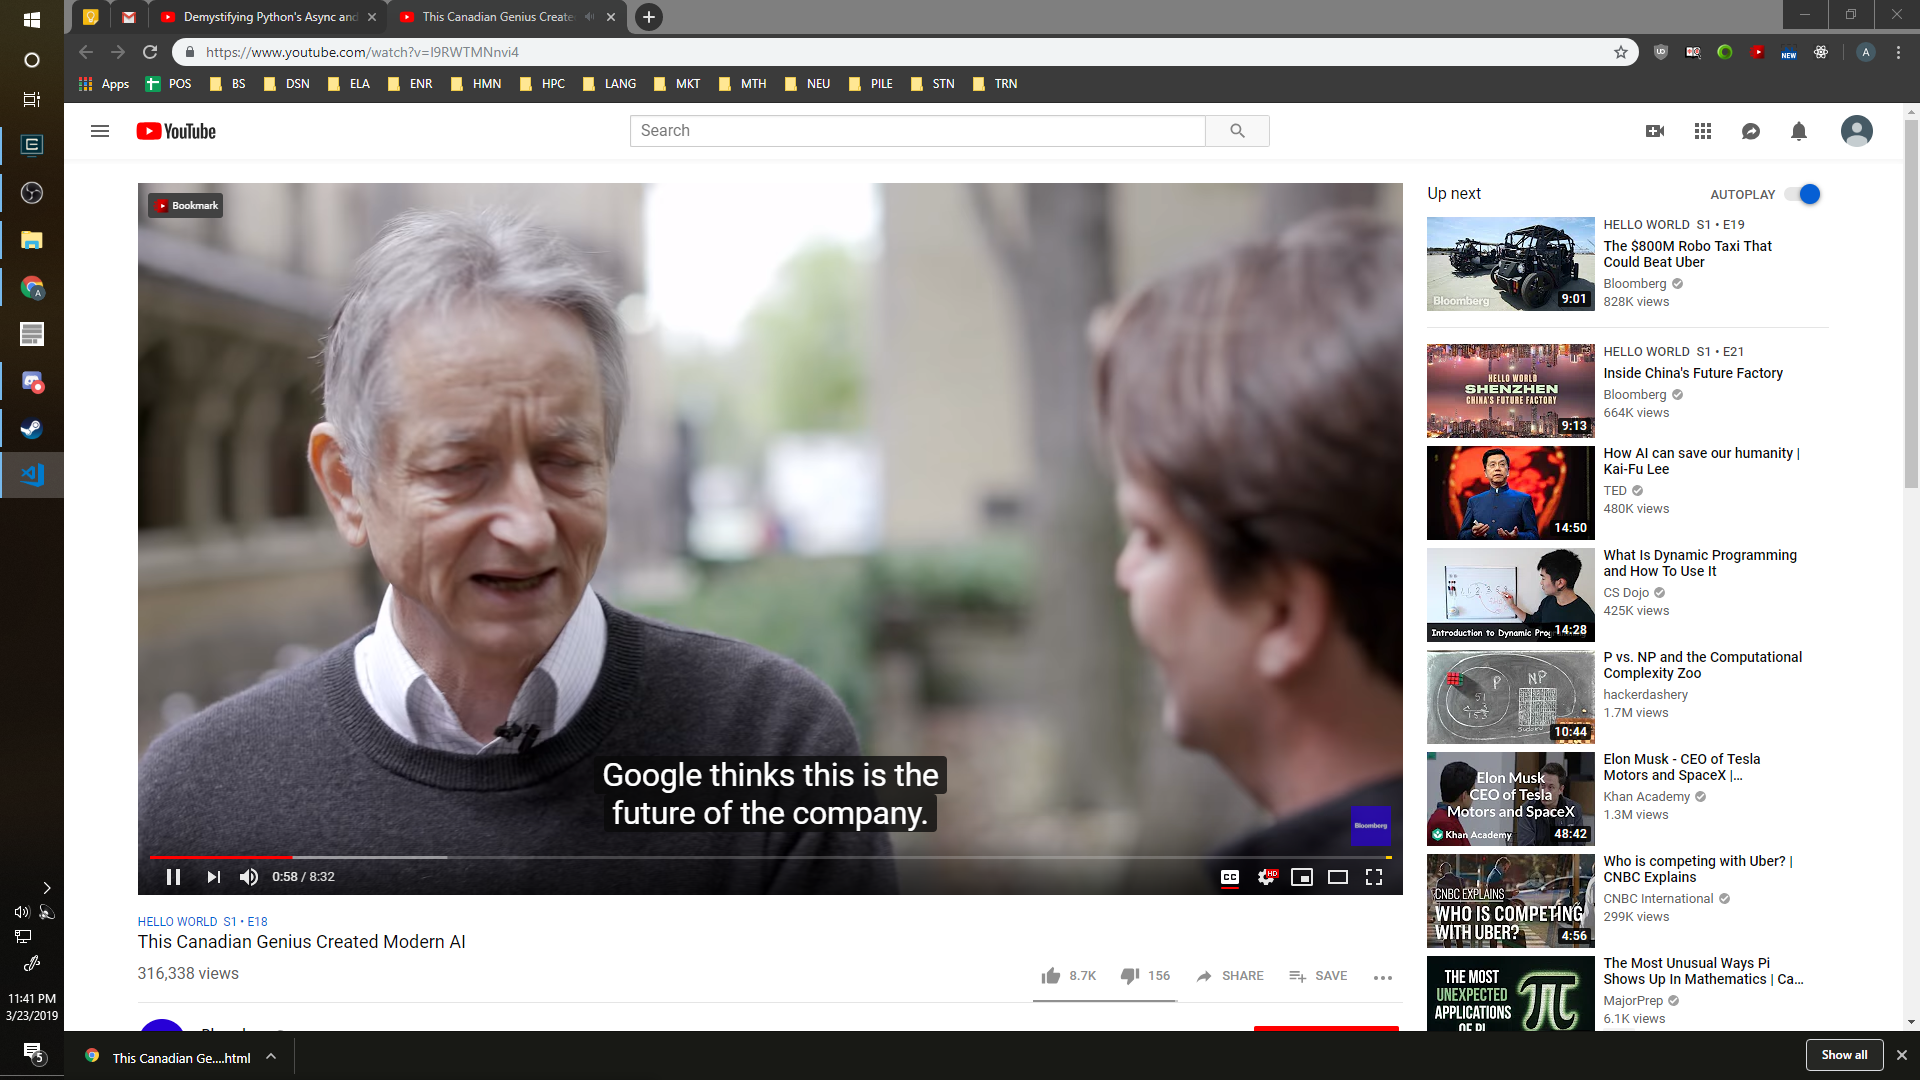 Demystifying Python's Async and
This Canadian Genius Create
https://www.youtube.com/watch?v=I9RWTMNnvi4
A
Apps
POS
BS
DSN
ELA
ENR
HMN
HPC
LANG
MKT
MTH
NEU
PILE
STN
TRN
NEW
YouTube
Search
Bookmark
Google thinks this is the
future of the company.
Bloomberg
0:58 / 8:32
CC
HD
HELLO WORLD S1 • E18
This Canadian Genius Created Modern AI
316,338 views
8.7K
156
SHARE
SAVE
Up next
AUTOPLAY
Bloomberg
9:01
HELLO WORLD S1 • E19
The $800M Robo Taxi That
Could Beat Uber
Bloomberg
828K views
HELLO WORLD
SHENZHEN
CHINA'S FUTURE FACTORY
9:13
HELLO WORLD S1 • E21
Inside China's Future Factory
Bloomberg
664K views
14:50
How AI can save our humanity |
Kai-Fu Lee
TED
480K views
Introduction to Dynamic
14:28
What Is Dynamic Programming
and How To Use It
CS Dojo
425K views
P
NP
51
153
Sudoku
10:44
P vs. NP and the Computational
Complexity Zoo
hackerdashery
1.7M views
Elon Musk
CEO of Tesla
Motors and SpaceX
Khan Academy
48:42
Elon Musk - CEO of Tesla
Motors and SpaceX |...
Khan Academy
1.3M views
CNBC EXPLAINS
WHO IS COMPETING
WITH UBER?
4:56
Who is competing with Uber? |
CNBC Explains
CNBC International
299K views
THE MOST
UNEXPECTED
APPLICATIONS
OF PI
π
The Most Unusual Ways Pi
Shows Up In Mathematics | Ca...
MajorPrep
6.1K views
11:41 PM
3/23/2019
5
This Canadian Ge....html
Show all